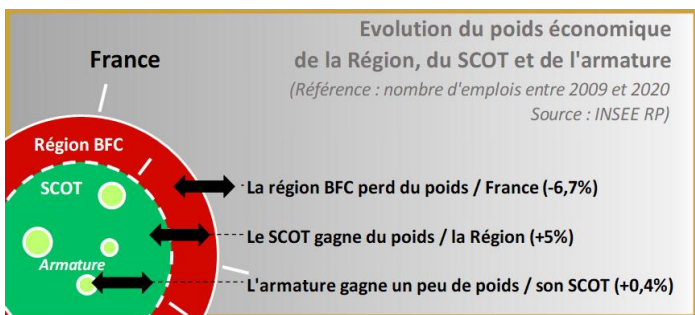 Evolution du poids économique
de la Région, du SCOT et de l'armature
(Référence : nombre d'emplois entre 2009 et 2020
Source : INSEE RP)
France
Région BFC
SCOT
Armature
La région BFC perd du poids / France (-6,7%)
Le SCOT gagne du poids / la Région (+5%)
L'armature gagne un peu de poids / son SCOT (+0,4%)